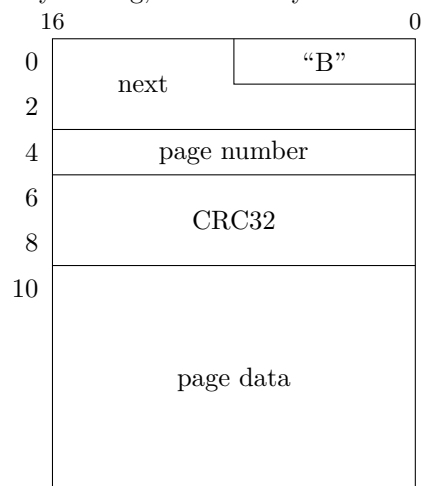 16 0
0 “B”
next
2
4 page number
6
CRC32
8
10
page data